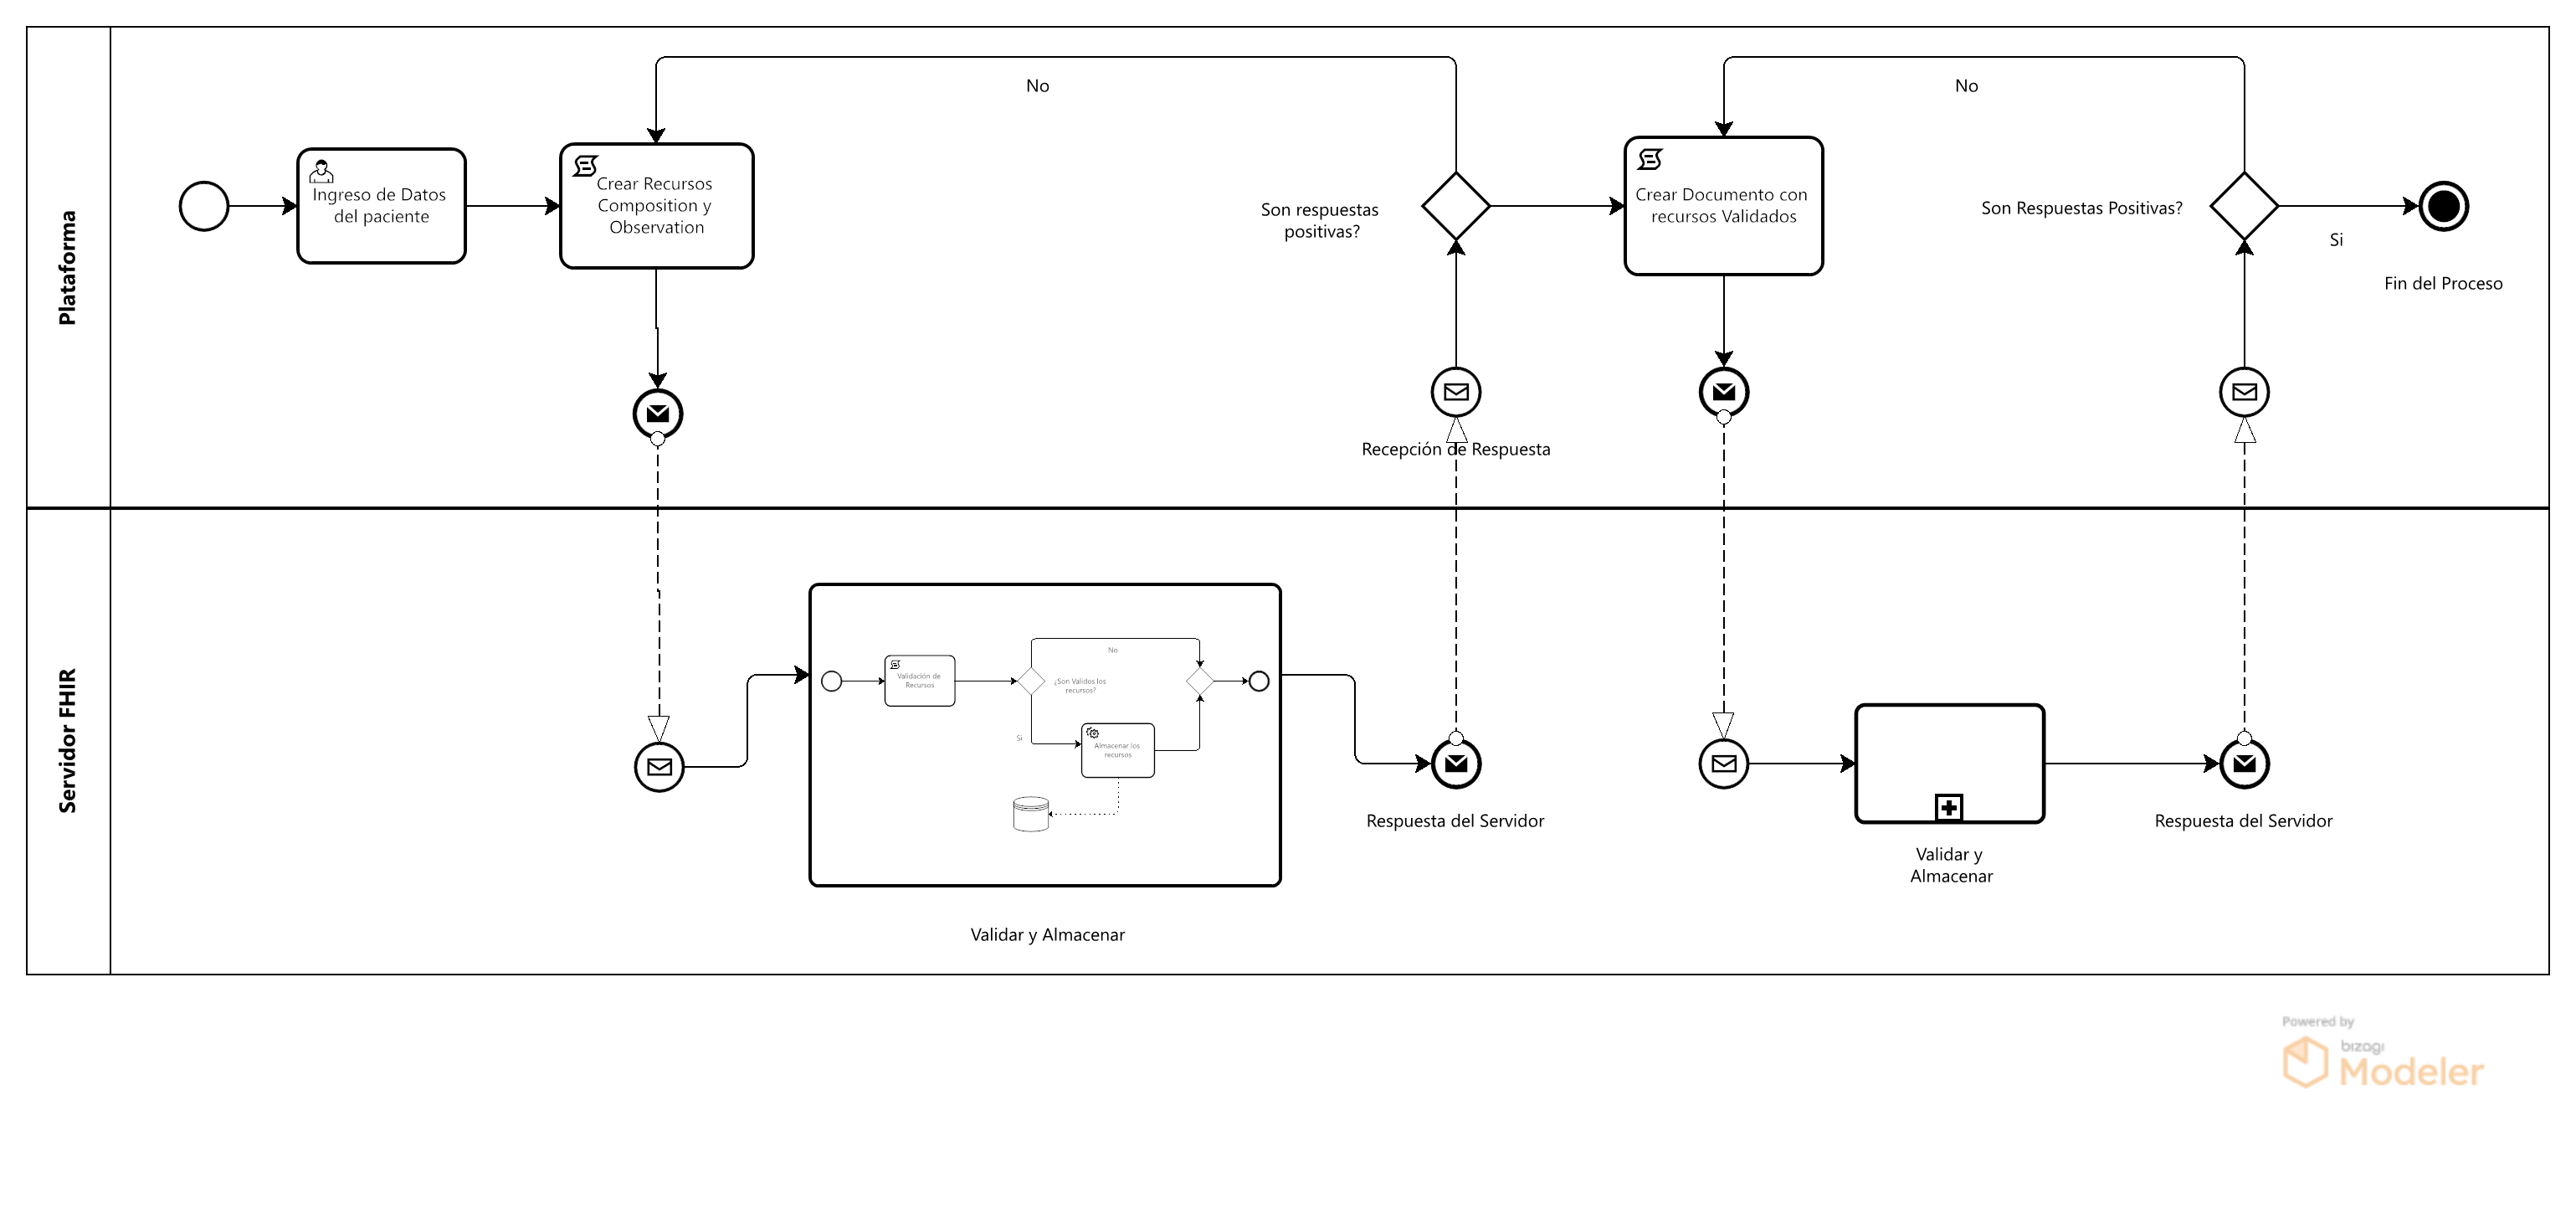 Plataforma
No
No
Ingreso de Datos
del paciente
Crear Recursos
Composition y
Observation
Son respuestas
positivas?
Crear Documento con
recursos Validados
Son Respuestas Positivas?
Si
Fin del Proceso
Recepción de Respuesta
Servidor FHIR
Validación de
Recursos
No
¿Son Validos los
recursos?
Si
Almacenar los
recursos
Validar y Almacenar
Respuesta del Servidor
Validar y
Almacenar
Respuesta del Servidor
Powered by
bizagi
Modeler